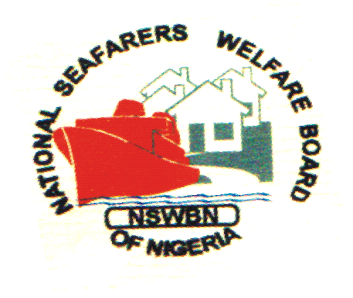 NATIONAL SEAFARERS WELFARE BOARD
NSWBN
OF NIGERIA